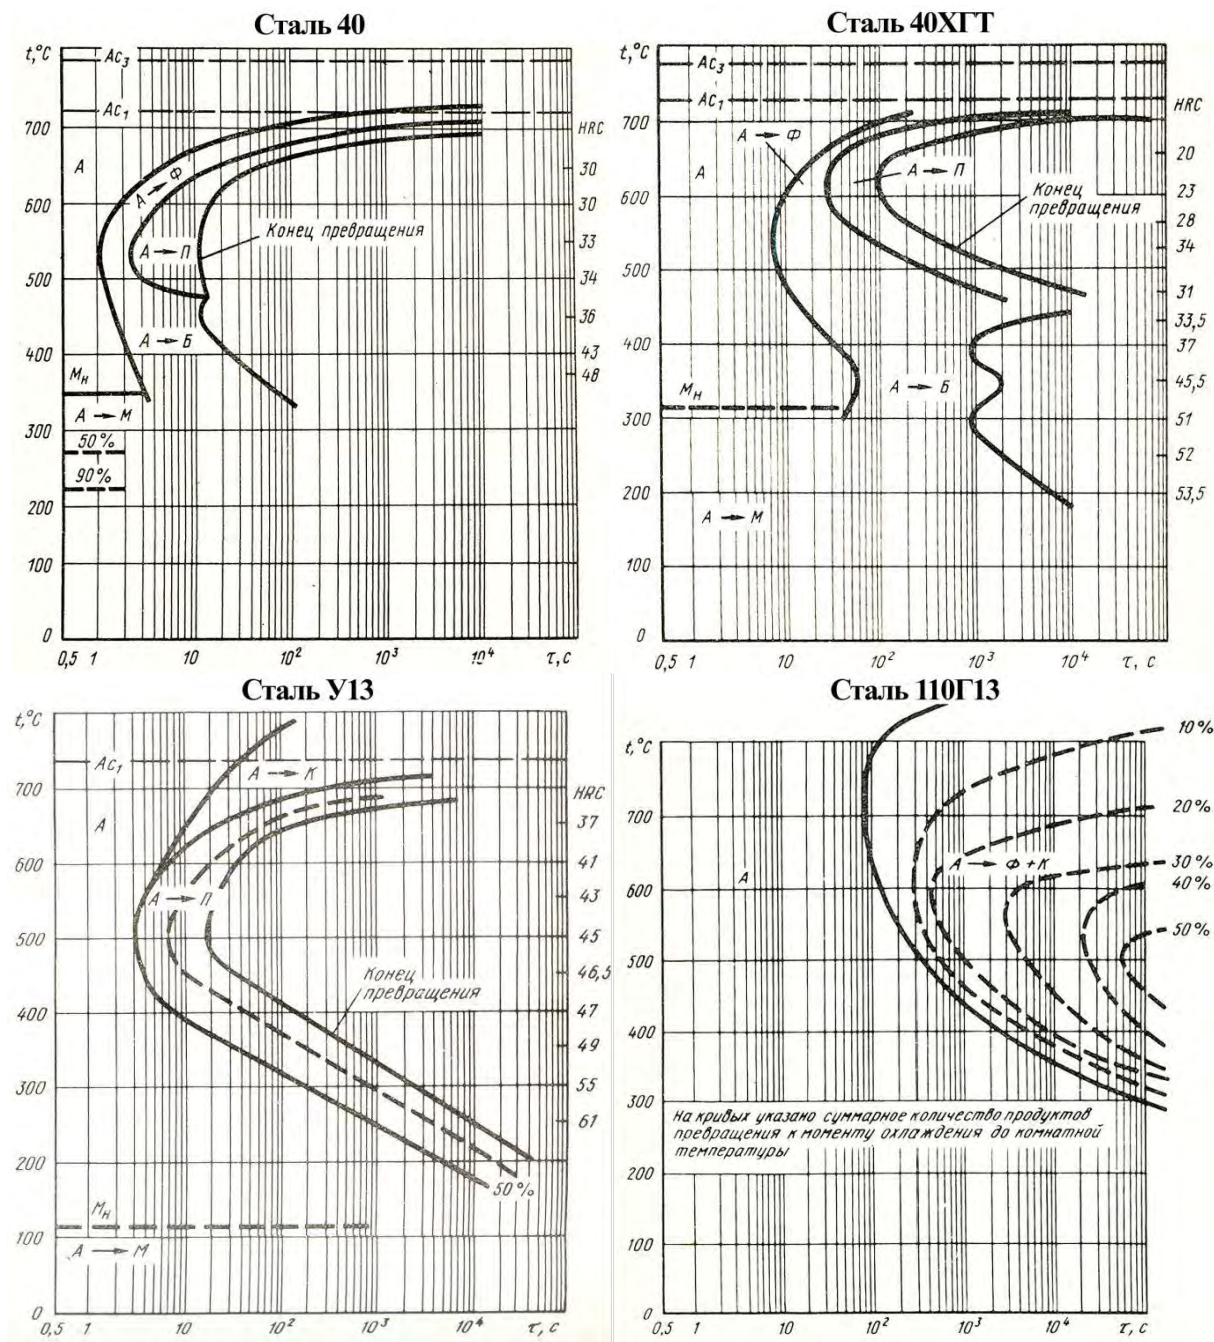 Сталь 40
t,°C
Ac₃
Ac₁
700
HRC
A
A → Ф
30
600
30
Конец превращения
33
A → П
500
34
36
A → Б
400
43
Mн
48
A → M
300
50%
90%
200
100
0
0,5 1 10 10² 10³ 10⁴ τ, c
Сталь 40ХГТ
t,°C
Ac₃
Ac₁
HRC
700
A → Ф
20
A
A → П
23
600
Конец
превращения
28
34
500
31
33,5
400
37
Mн
A → Б
45,5
300
51
52
200
53,5
A → M
100
0
0,5 1 10 10² 10³ 10⁴ τ, c
Сталь У13
t,°C
Ac₁
A → K
700
HRC
A
37
600
41
A → П
43
500
45
Конец
превращения
46,5
400
47
49
300
55
61
200
50%
Mн
100
A → M
0
0,5 1 10 10² 10³ 10⁴ τ, c
Сталь 110Г13
10%
t,°C
800
20%
700
A → Ф + K
30%
A
40%
600
50%
500
400
300
На кривых указано суммарное количество продуктов
превращения к моменту охлаждения до комнатной
температуры
200
100
0
0,5 1 10 10² 10³ 10⁴ τ, c